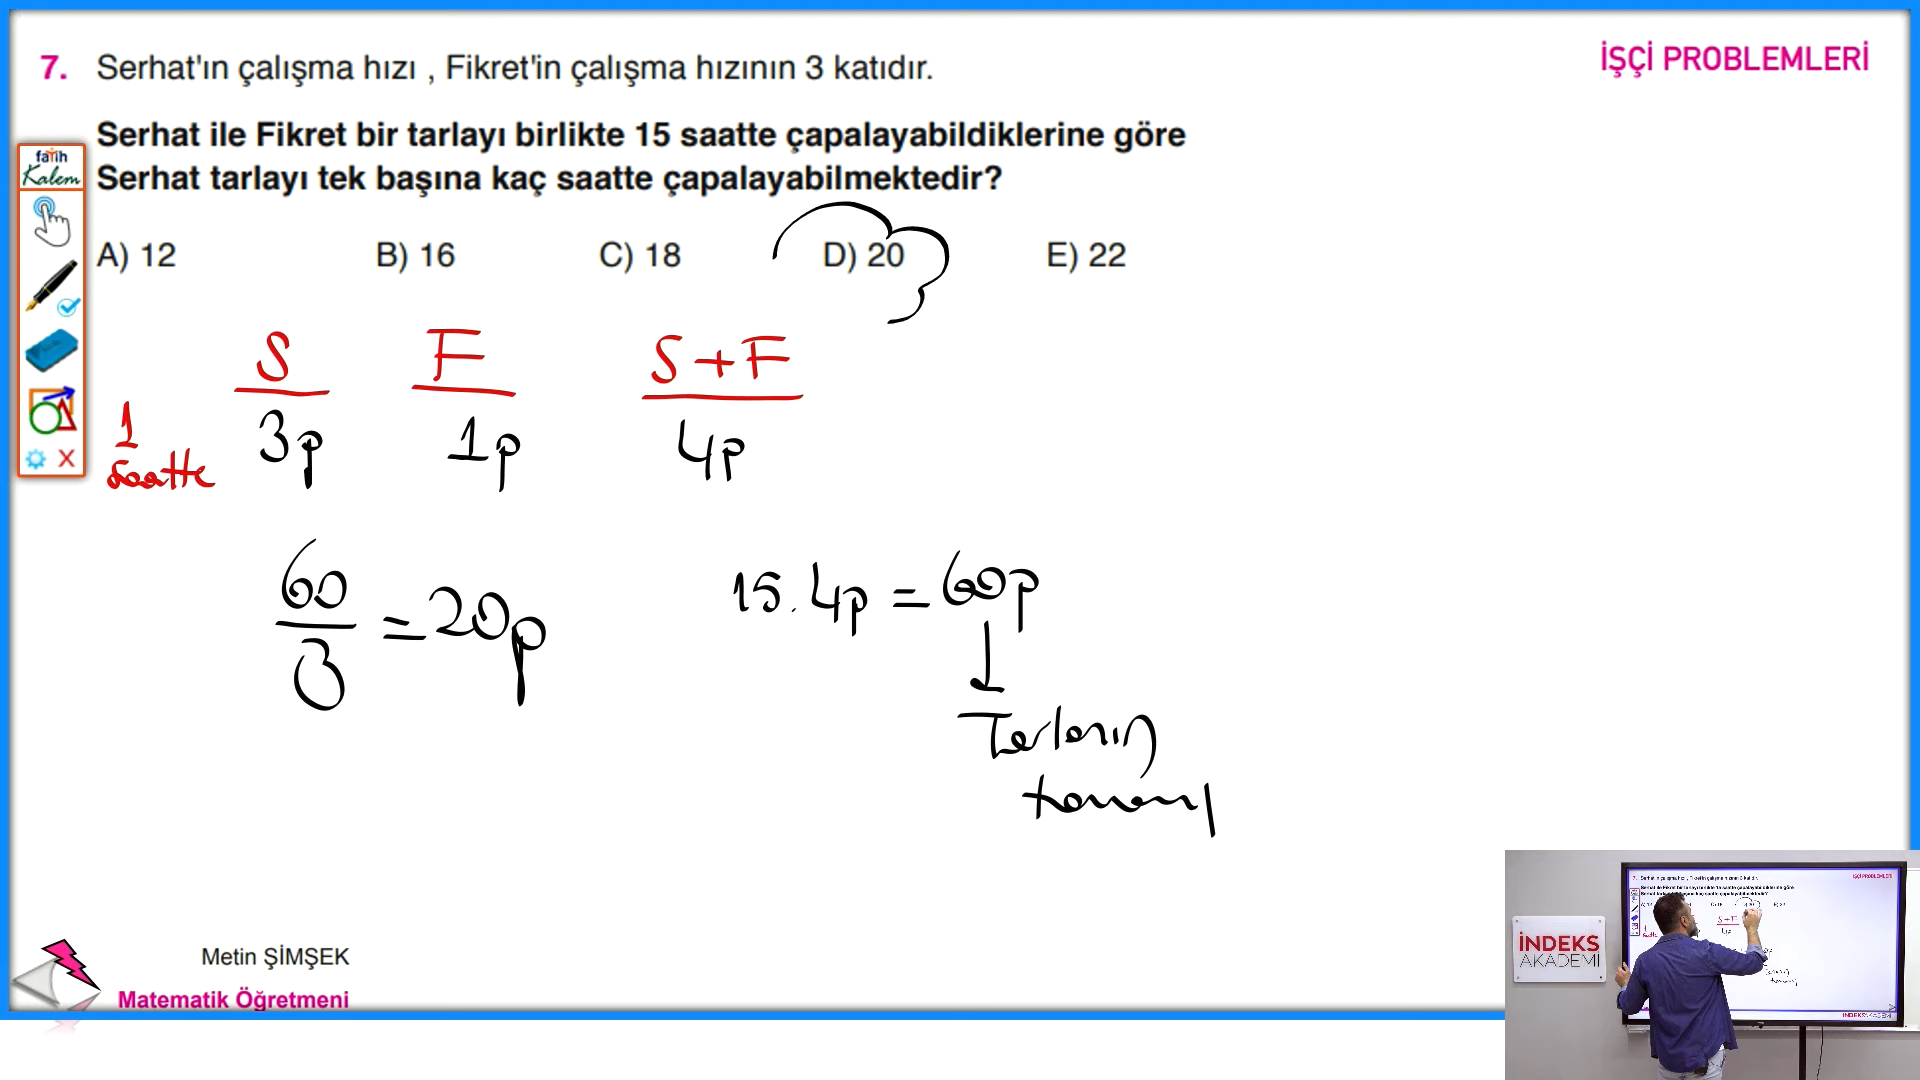 7. Serhat'ın çalışma hızı , Fikret'in çalışma hızının 3 katıdır.
İŞÇİ PROBLEMLERİ
Serhat ile Fikret bir tarlayı birlikte 15 saatte çapalayabildiklerine göre
Serhat tarlayı tek başına kaç saatte çapalayabilmektedir?
fatih
Kalem
A) 12 B) 16 C) 18 D) 20 E) 22
S F S+F
1 saatte 3p 1p 4p
60/3 = 20p
15.4p = 60p
Tarlanın
tamamı
Metin ŞİMŞEK
Matematik Öğretmeni
İNDEKS
AKADEMİ